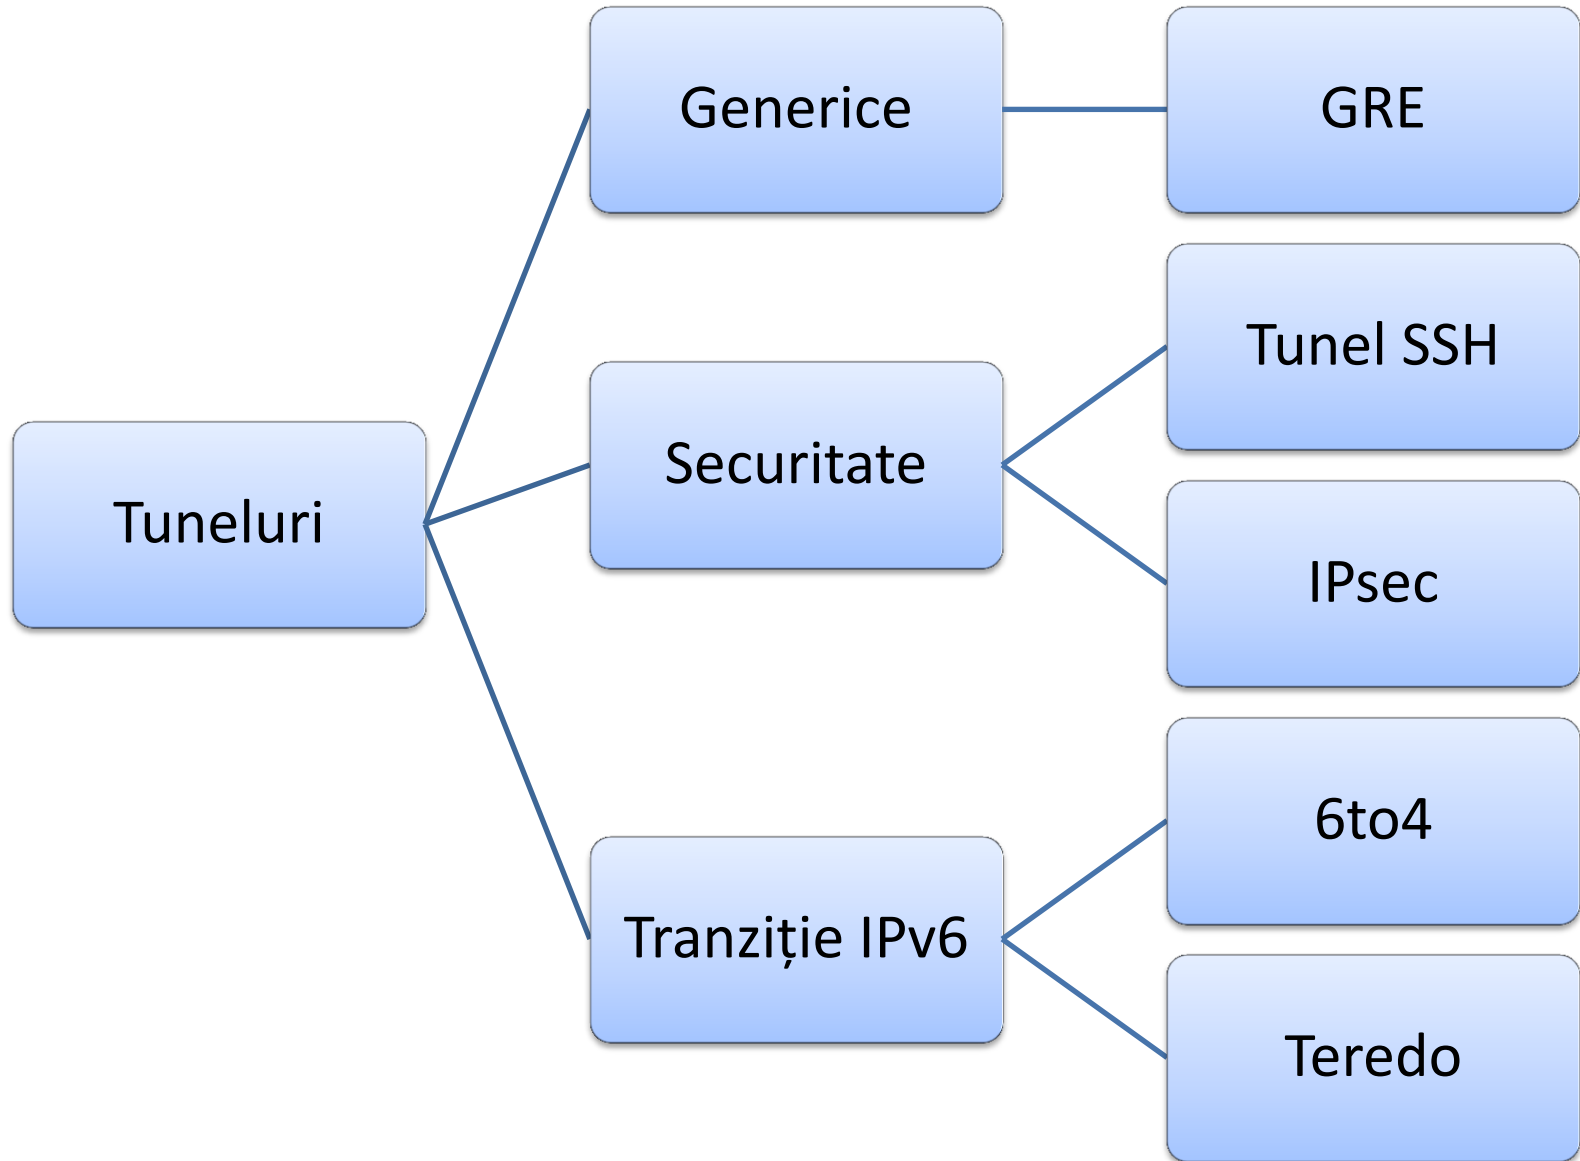 Tuneluri
Generice
GRE
Securitate
Tunel SSH
IPsec
Tranziție IPv6
6to4
Teredo